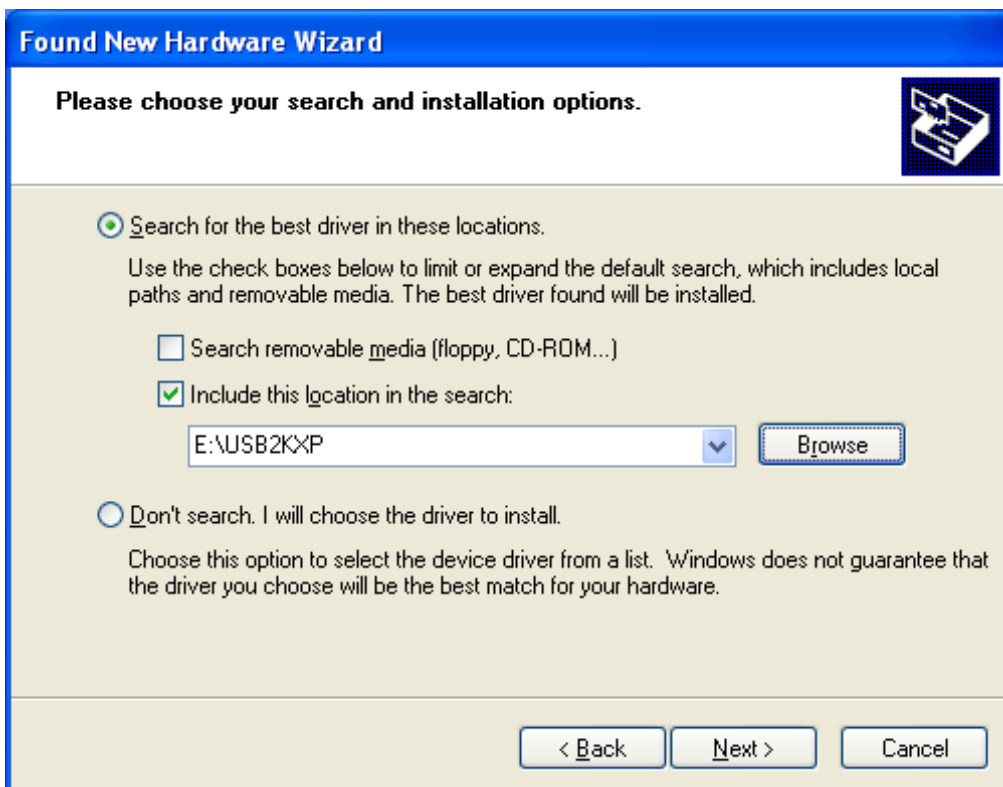 Found New Hardware Wizard
Please choose your search and installation options.
Search for the best driver in these locations.
Use the check boxes below to limit or expand the default search, which includes local
paths and removable media. The best driver found will be installed.
Search removable media (floppy, CD-ROM...)
Include this location in the search:
E:\USB2KXP
Browse
Don't search. I will choose the driver to install.
Choose this option to select the device driver from a list.  Windows does not guarantee that
the driver you choose will be the best match for your hardware.
< Back
Next >
Cancel